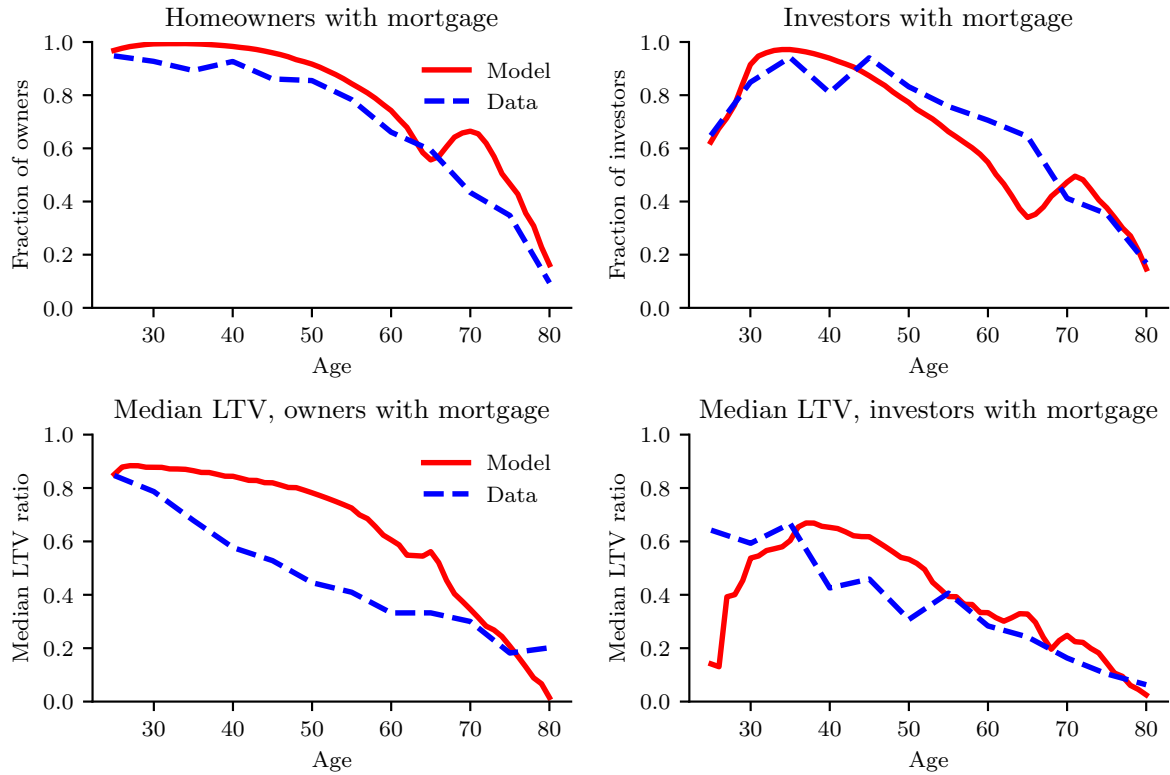 Homeowners with mortgage
Fraction of owners
1.0
0.8
0.6
0.4
0.2
0.0
Model
Data
30 40 50 60 70 80
Age
Investors with mortgage
Fraction of investors
1.0
0.8
0.6
0.4
0.2
0.0
30 40 50 60 70 80
Age
Median LTV, owners with mortgage
Median LTV ratio
1.0
0.8
0.6
0.4
0.2
0.0
Model
Data
30 40 50 60 70 80
Age
Median LTV, investors with mortgage
Median LTV ratio
1.0
0.8
0.6
0.4
0.2
0.0
30 40 50 60 70 80
Age